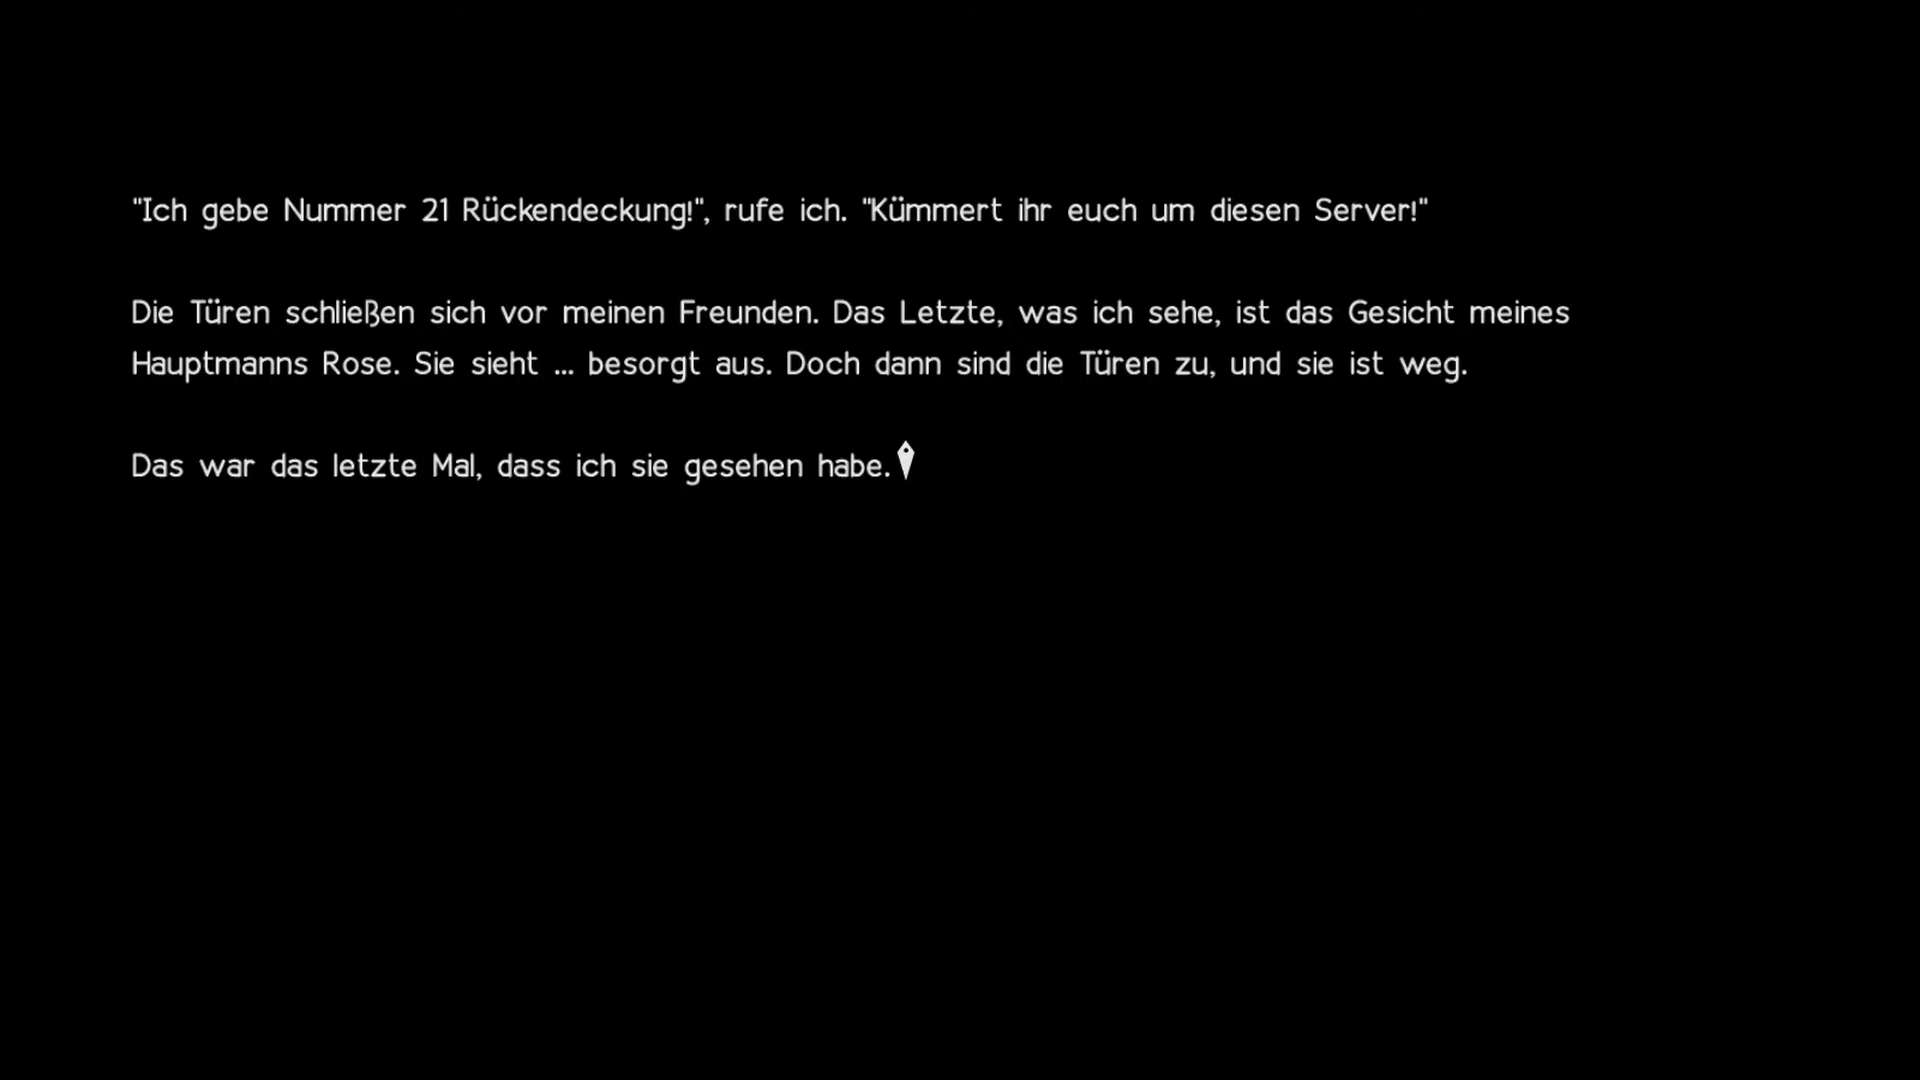 "Ich gebe Nummer 21 Rückendeckung!", rufe ich. "Kümmert ihr euch um diesen Server!"
Die Türen schließen sich vor meinen Freunden. Das Letzte, was ich sehe, ist das Gesicht meines
Hauptmanns Rose. Sie sieht ... besorgt aus. Doch dann sind die Türen zu, und sie ist weg.
Das war das letzte Mal, dass ich sie gesehen habe.